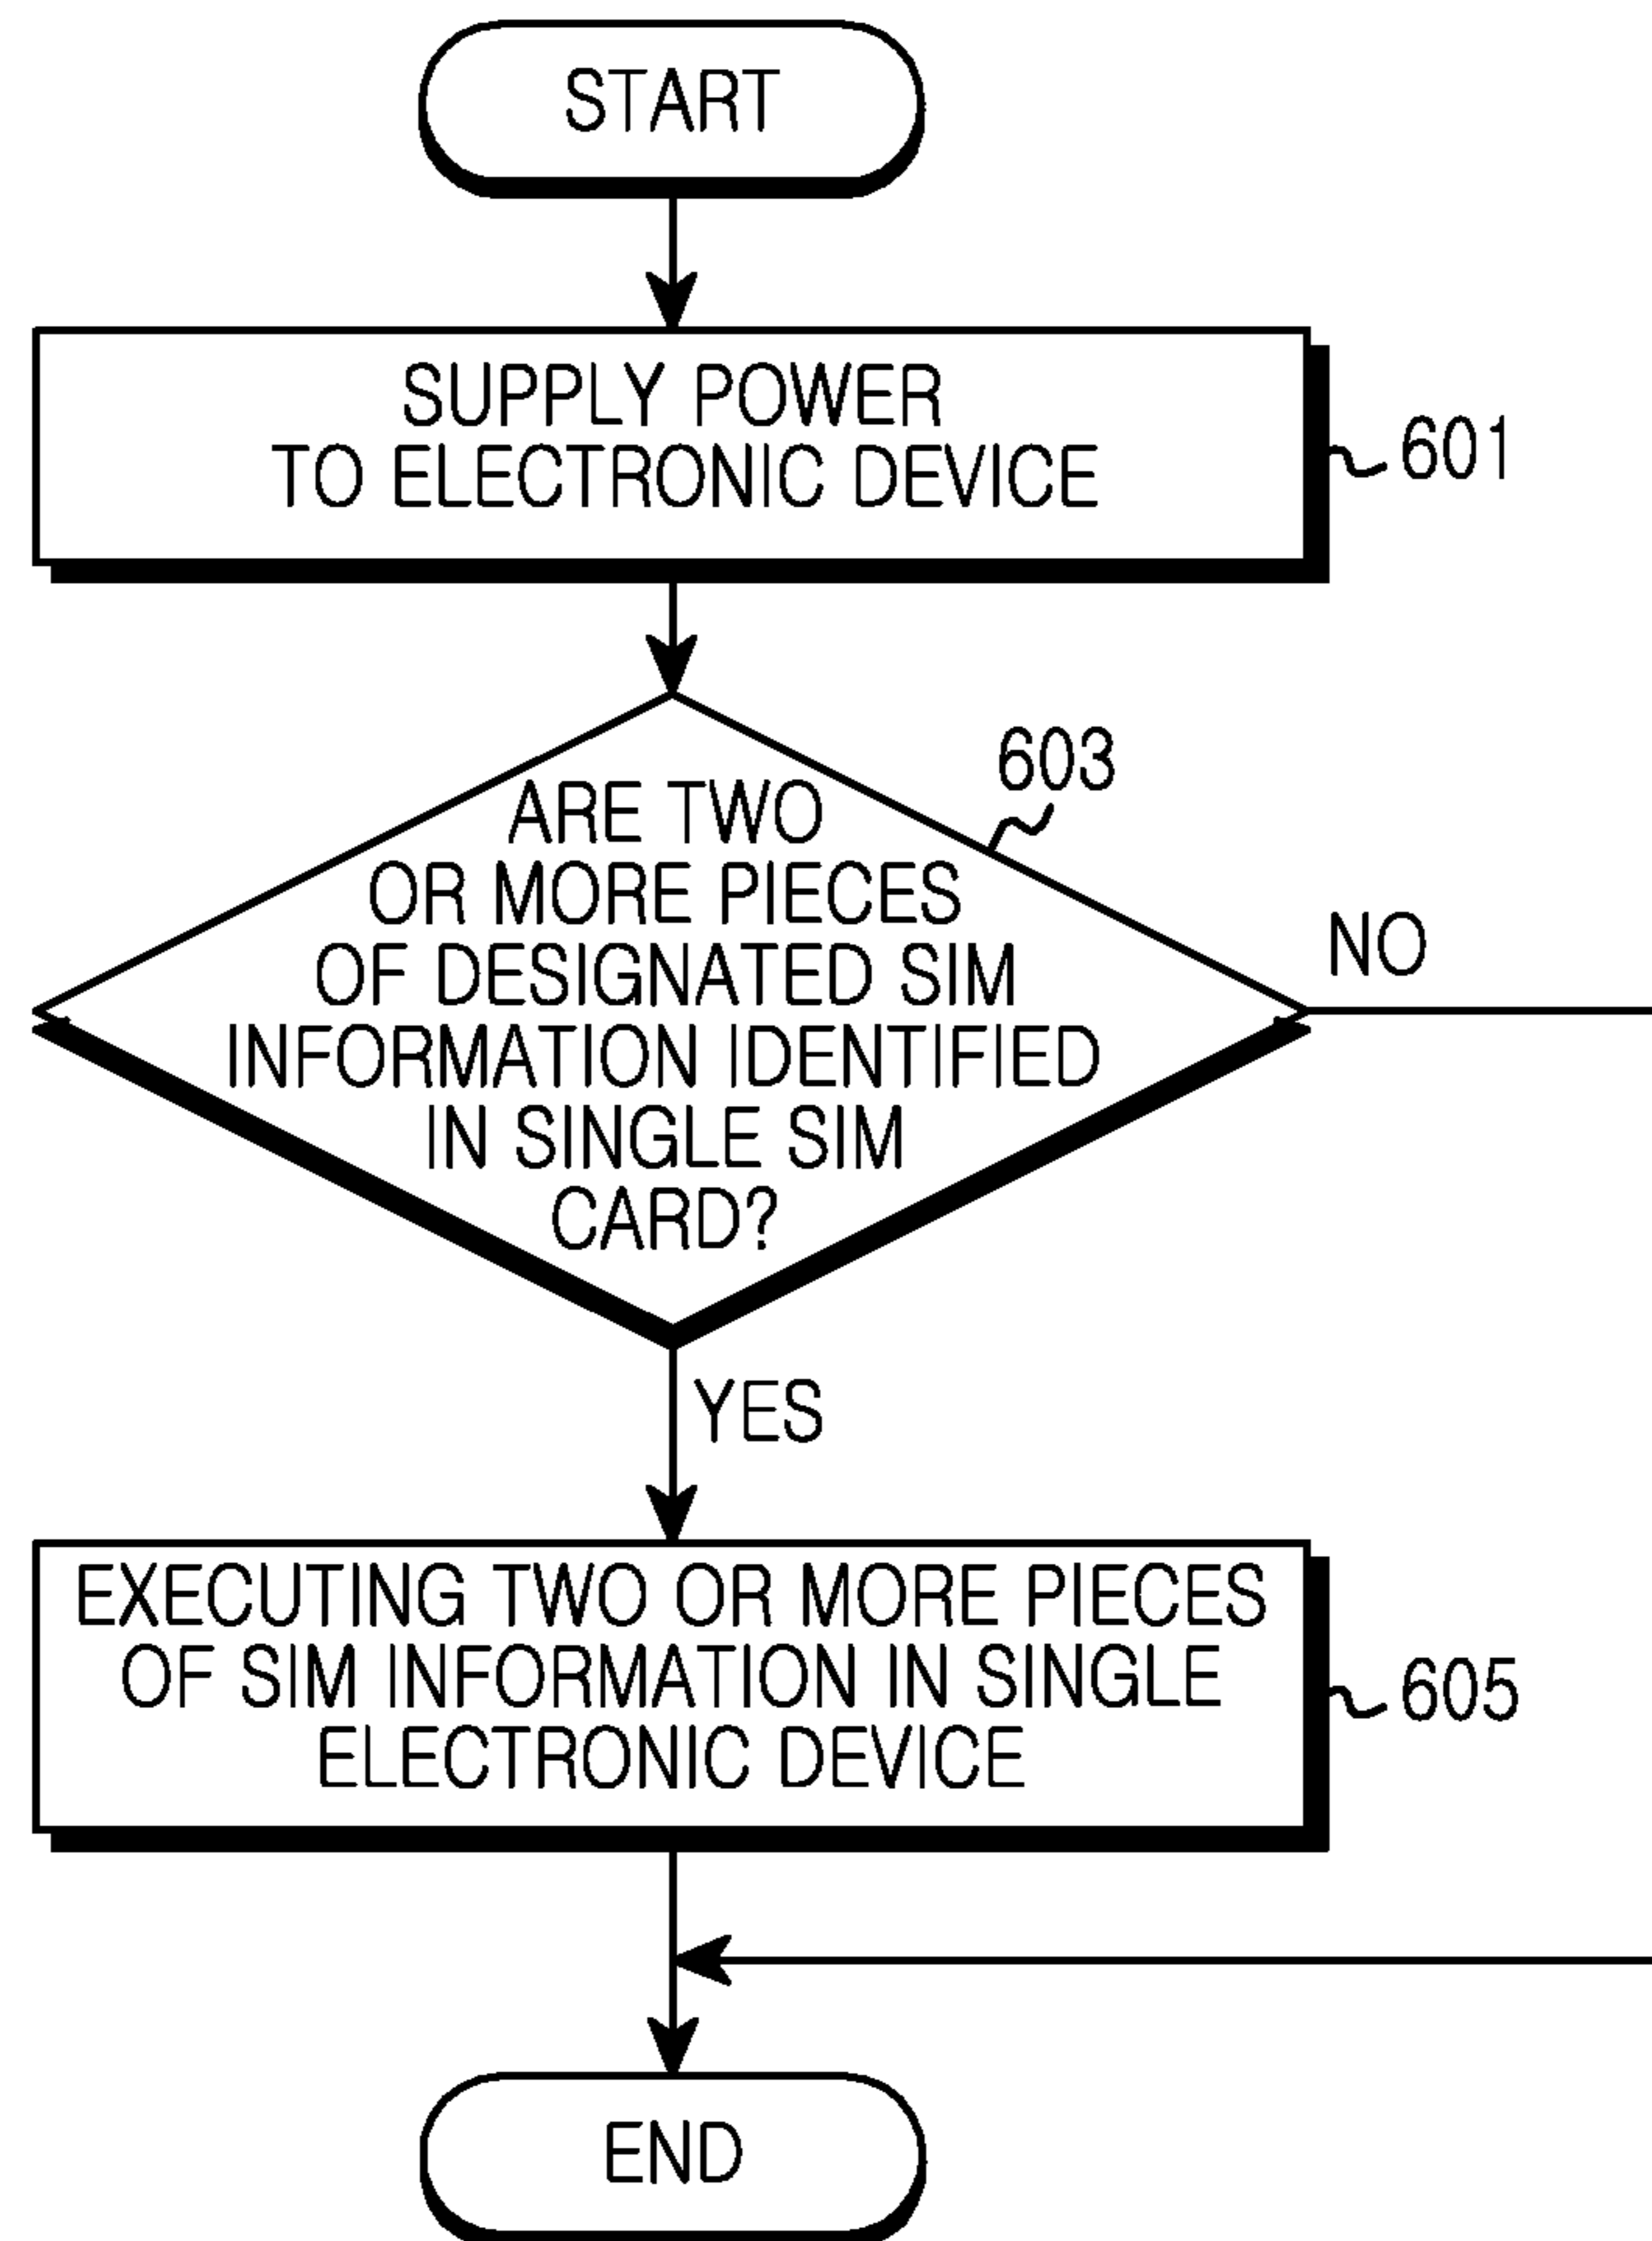 START
SUPPLY POWER
TO ELECTRONIC DEVICE
601
603
ARE TWO
OR MORE PIECES
OF DESIGNATED SIM
INFORMATION IDENTIFIED
IN SINGLE SIM
CARD?
NO
YES
EXECUTING TWO OR MORE PIECES
OF SIM INFORMATION IN SINGLE
ELECTRONIC DEVICE
605
END